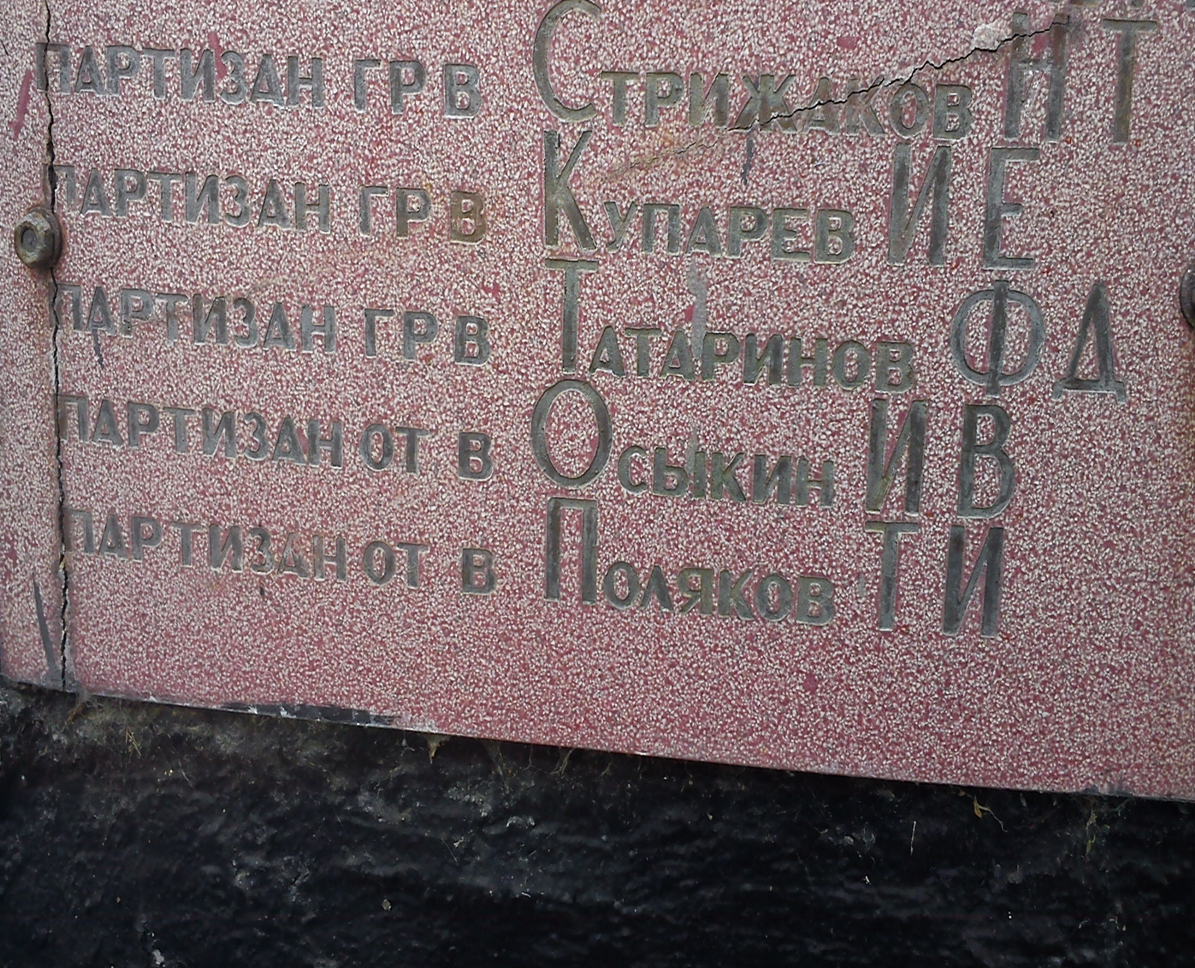 ПАРТИЗАН ГР В СТРИЖАКОВ Н Т
ПАРТИЗАН ГР В КУПАРЕВ И Е
ПАРТИЗАН ГР В ТАТАРИНОВ Ф Д
ПАРТИЗАН ОТ В ОСЫКИН И В
ПАРТИЗАН ОТ В ПОЛЯКОВ Т И